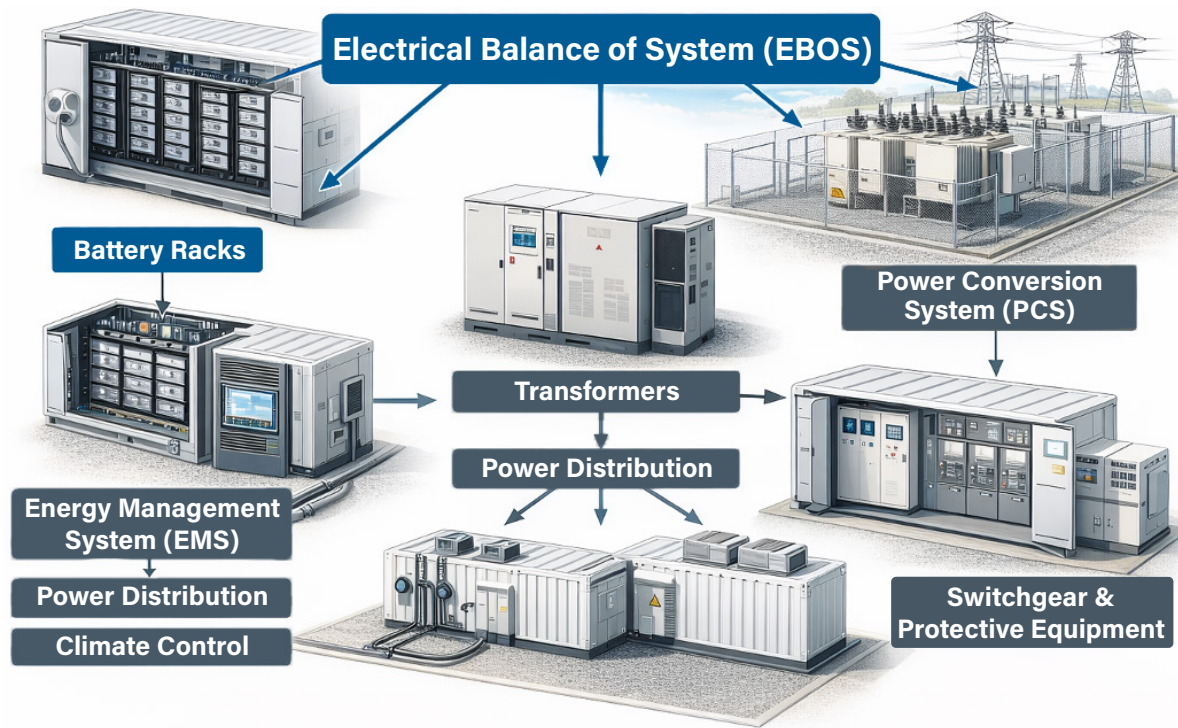 Electrical Balance of System (EBOS)
Battery Racks
Power Conversion
System (PCS)
Transformers
Power Distribution
Energy Management
System (EMS)
Power Distribution
Climate Control
Switchgear &
Protective Equipment